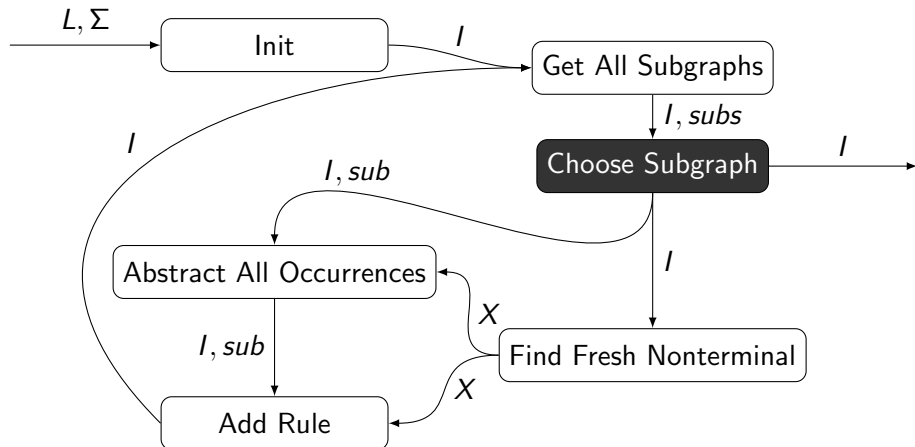 L, Σ
Init
I
Get All Subgraphs
I, subs
I
Choose Subgraph
I
I, sub
Abstract All Occurrences
I
X
I, sub
Find Fresh Nonterminal
X
Add Rule